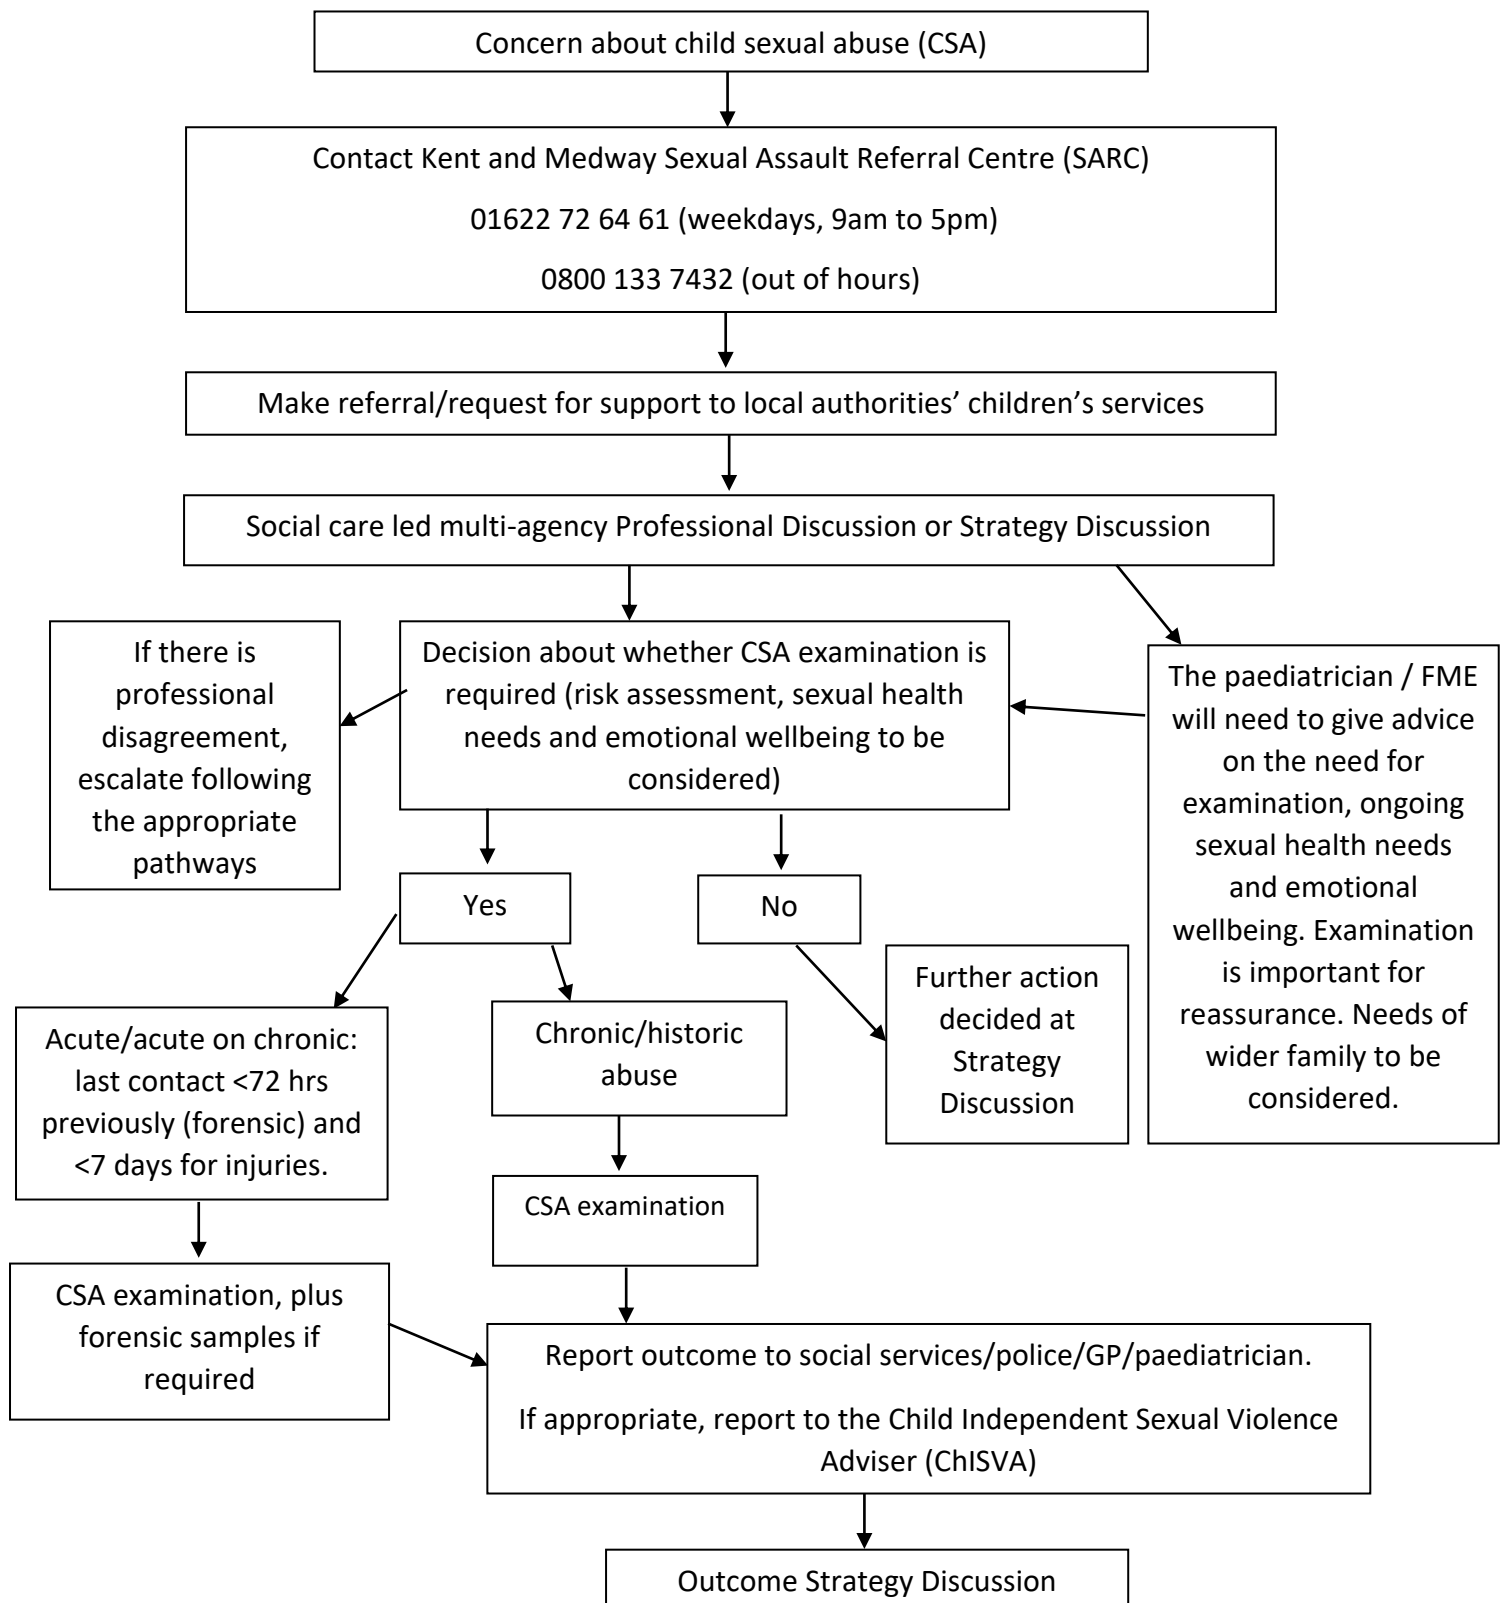 Concern about child sexual abuse (CSA)
Contact Kent and Medway Sexual Assault Referral Centre (SARC)
01622 72 64 61 (weekdays, 9am to 5pm)
0800 133 7432 (out of hours)
Make referral/request for support to local authorities’ children’s services
Social care led multi-agency Professional Discussion or Strategy Discussion
If there is
professional
disagreement,
escalate following
the appropriate
pathways
Decision about whether CSA examination is
required (risk assessment, sexual health
needs and emotional wellbeing to be
considered)
The paediatrician / FME
will need to give advice
on the need for
examination, ongoing
sexual health needs
and emotional
wellbeing. Examination
is important for
reassurance. Needs of
wider family to be
considered.
Yes
No
Further action
decided at
Strategy
Discussion
Acute/acute on chronic:
last contact <72 hrs
previously (forensic) and
<7 days for injuries.
Chronic/historic
abuse
CSA examination
CSA examination, plus
forensic samples if
required
Report outcome to social services/police/GP/paediatrician.
If appropriate, report to the Child Independent Sexual Violence
Adviser (ChISVA)
Outcome Strategy Discussion